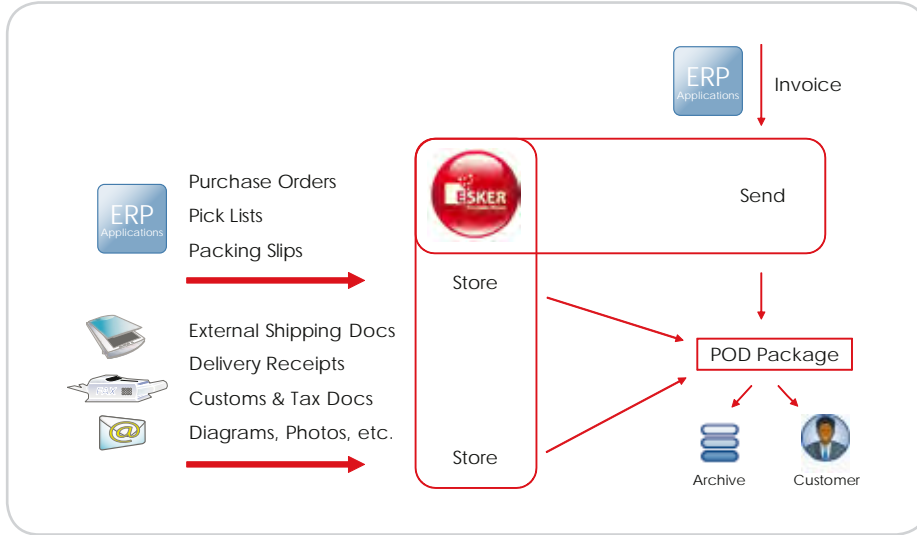 ERP
Applications
Invoice
ESKER
Send
ERP
Applications
Purchase Orders
Pick Lists
Packing Slips
Store
External Shipping Docs
Delivery Receipts
Customs & Tax Docs
Diagrams, Photos, etc.
Store
POD Package
Archive
Customer